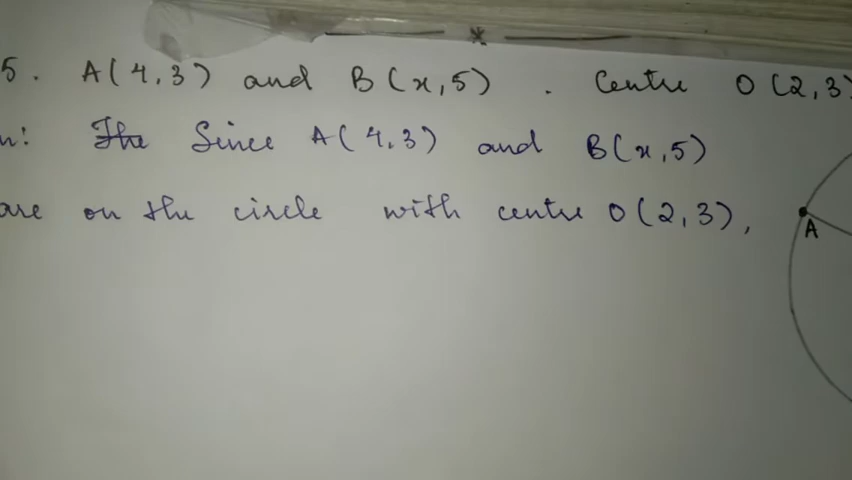 5. A(4,3) and B(x,5). Centre O(2,3)
n: The Since A(4,3) and B(x,5)
are on the circle with centre O(2,3),
A